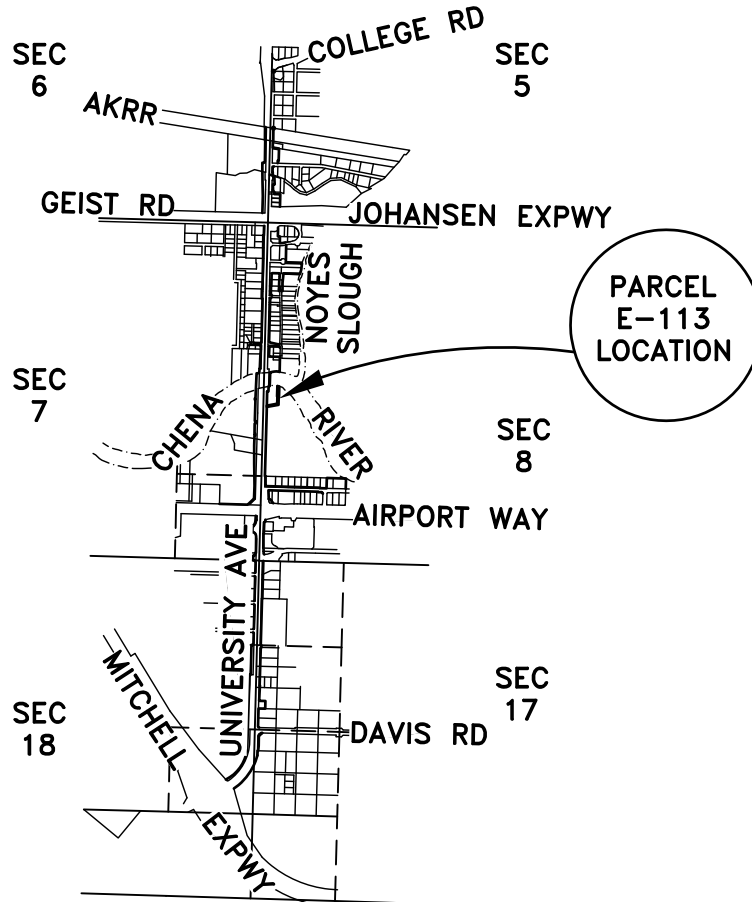 COLLEGE RD
SEC
6
SEC
5
AKRR
GEIST RD
JOHANSEN EXPWY
NOYES
SLOUGH
PARCEL
E-113
LOCATION
SEC
7
CHENA
RIVER
SEC
8
AIRPORT WAY
UNIVERSITY AVE
MITCHELL
EXPWY
SEC
17
SEC
18
DAVIS RD